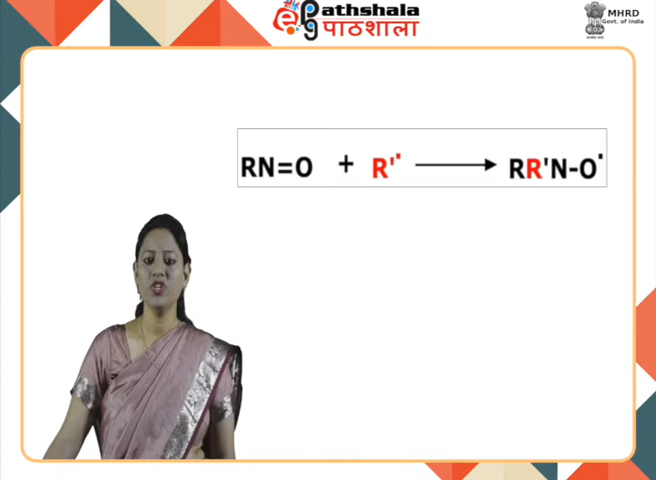 ePathshala
पाठशाला
MHRD
Govt. of India
RN=O + R'˙ ⟶ RR'N-O˙